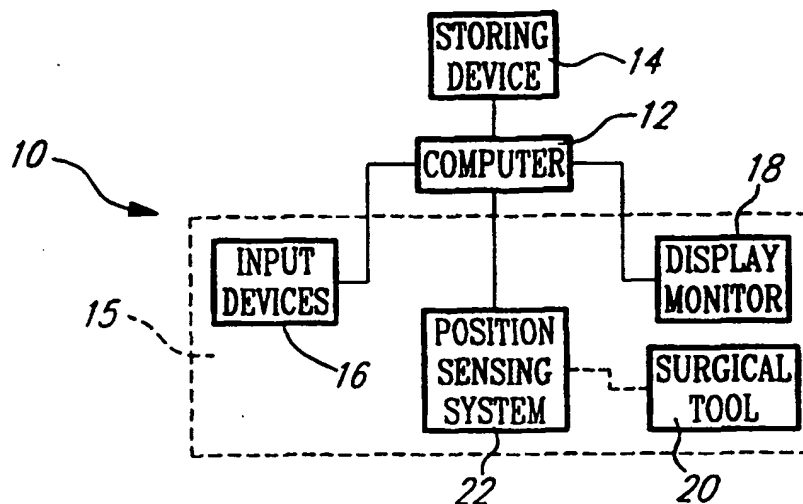 STORING
DEVICE
14
12
COMPUTER
10
18
INPUT
DEVICES
DISPLAY
MONITOR
15
16
POSITION
SENSING
SYSTEM
SURGICAL
TOOL
22
20